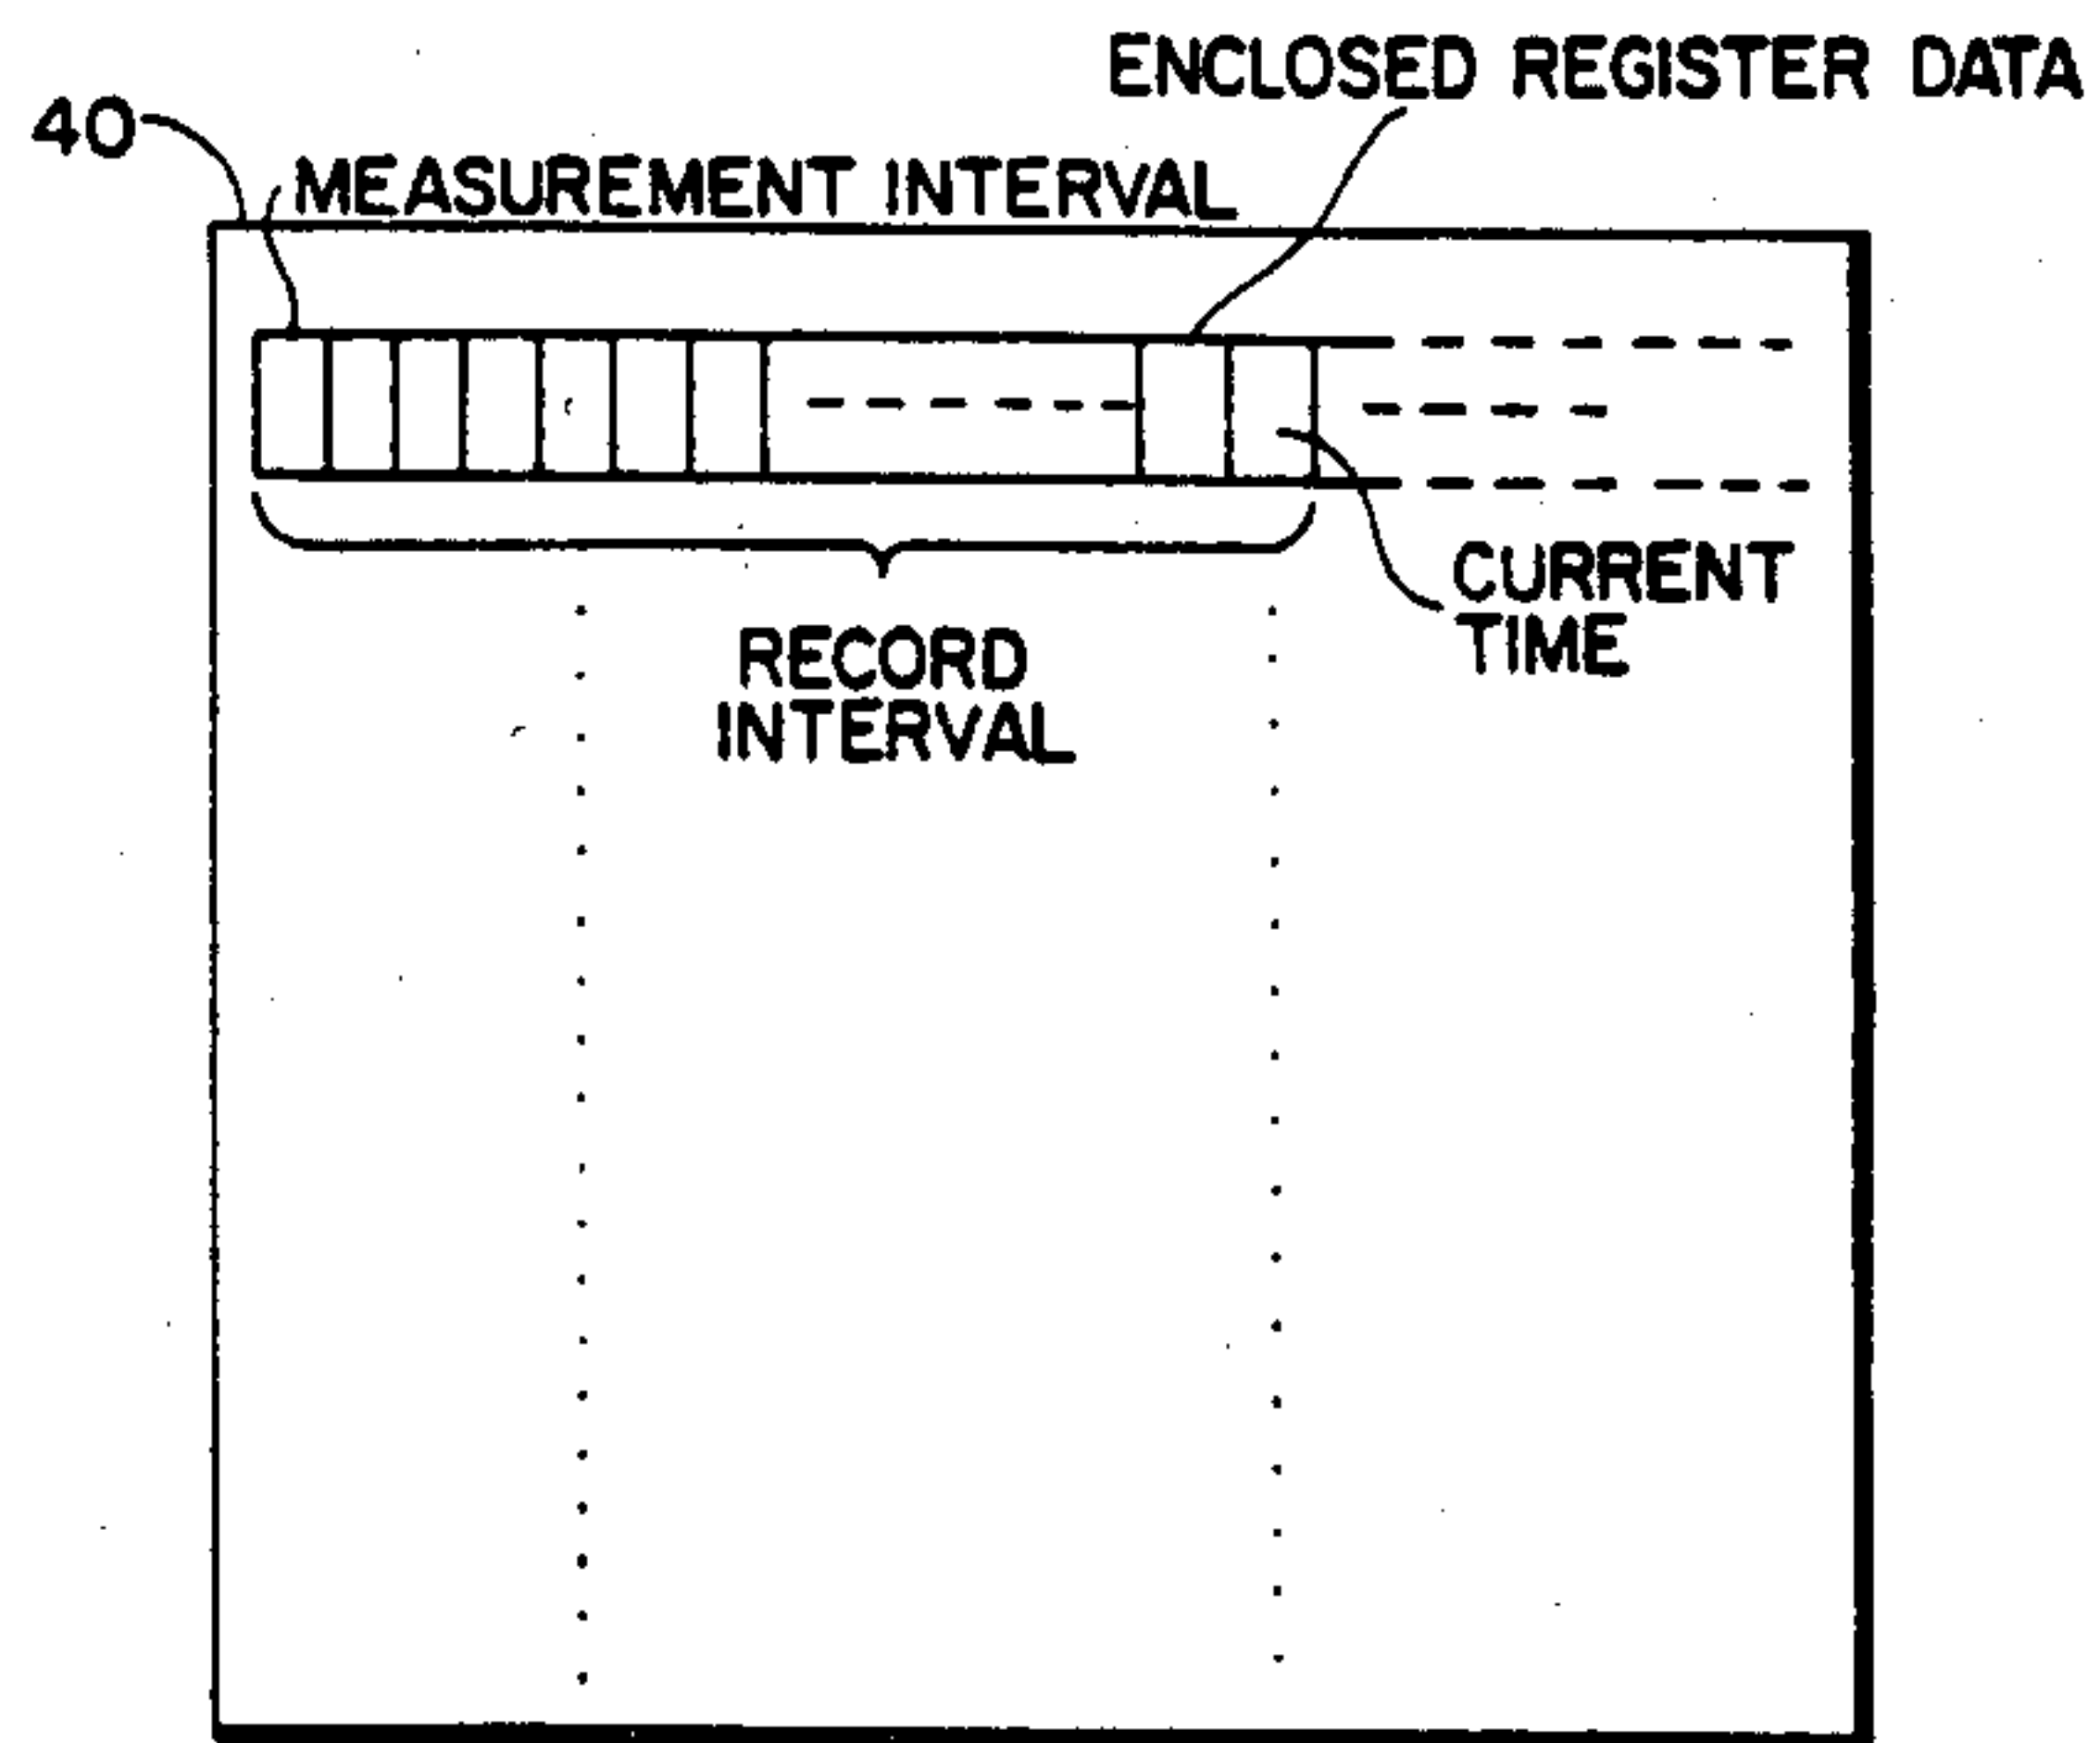 ENCLOSED REGISTER DATA
40
MEASUREMENT INTERVAL
CURRENT
TIME
RECORD
INTERVAL